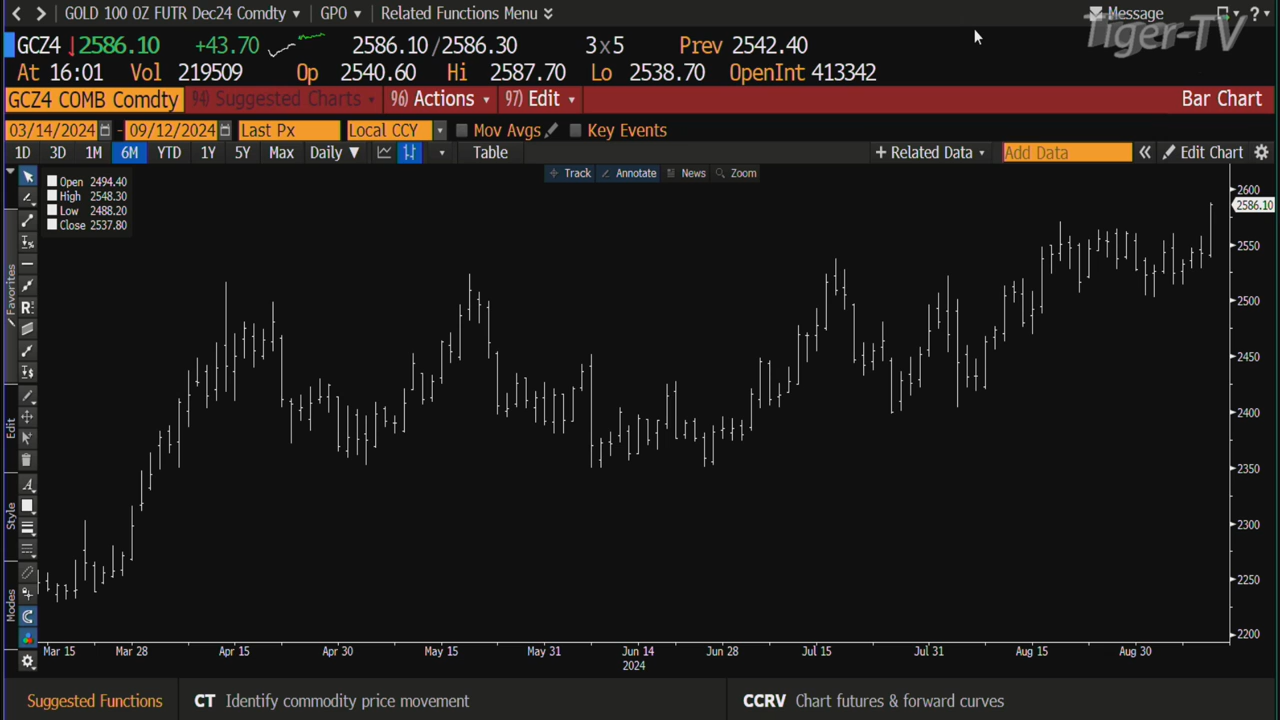 GOLD 100 OZ FUTR Dec24 Comdty GPO Related Functions Menu Message ?
Tiger-TV
GCZ4 2586.10 +43.70 2586.10/2586.30 3x5 Prev 2542.40
At 16:01 Vol 219509 Op 2540.60 Hi 2587.70 Lo 2538.70 OpenInt 413342
GCZ4 COMB Comdty 94) Suggested Charts 96) Actions 97) Edit Bar Chart
03/14/2024 - 09/12/2024 Last Px Local CCY Mov Avgs Key Events
1D 3D 1M 6M YTD 1Y 5Y Max Daily Table + Related Data Add Data Edit Chart
Track Annotate News Zoom
Open 2494.40
High 2548.30
Low 2488.20
Close 2537.80
Favorites
Edit
Style
Modes
2600
2586.10
2550
2500
2450
2400
2350
2300
2250
2200
Mar 15 Mar 28 Apr 15 Apr 30 May 15 May 31 Jun 14 Jun 28 Jul 15 Jul 31 Aug 15 Aug 30
2024
Suggested Functions CT Identify commodity price movement CCRV Chart futures & forward curves